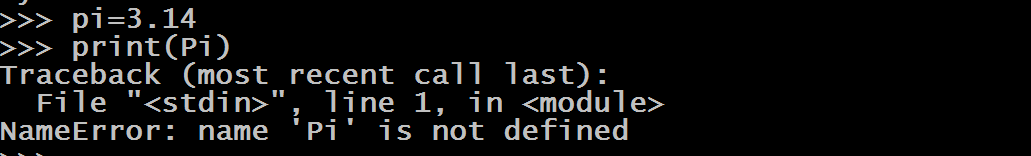 >>> pi=3.14
>>> print(Pi)
Traceback (most recent call last):
  File "<stdin>", line 1, in <module>
NameError: name 'Pi' is not defined
>>>